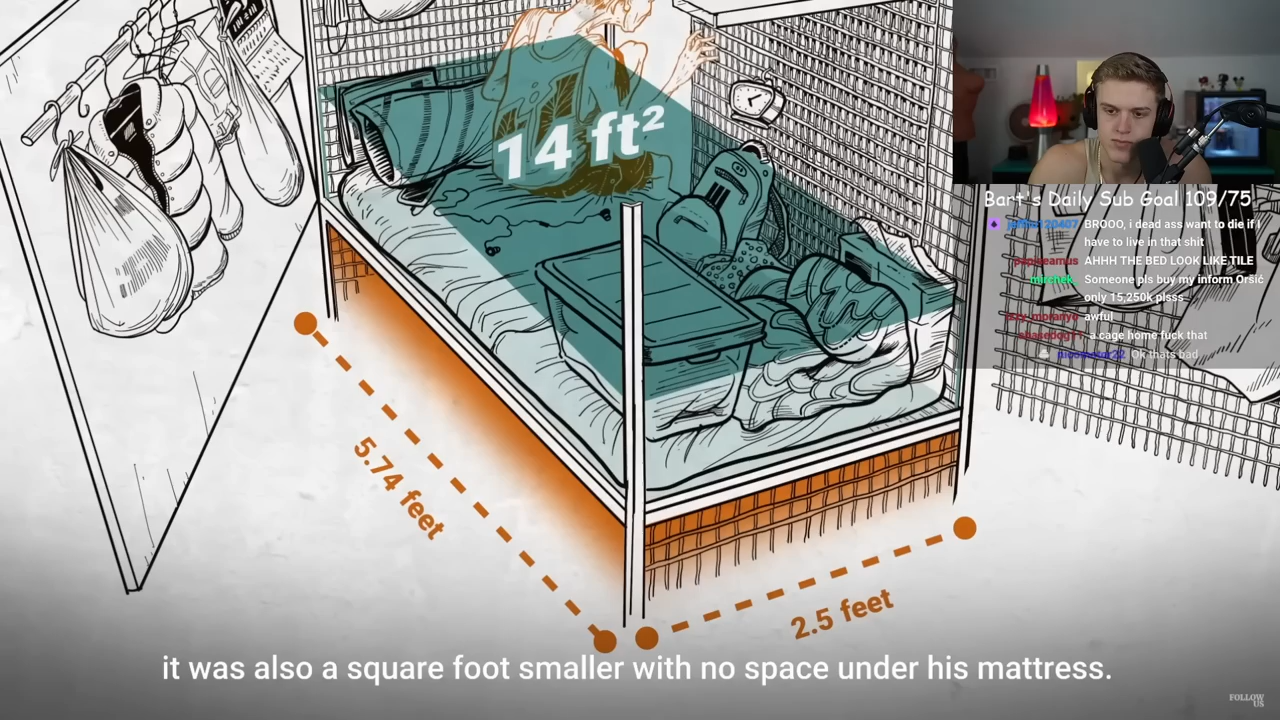 14 ft²
5.74 feet
2.5 feet
it was also a square foot smaller with no space under his mattress.
Bart's Daily Sub Goal 109/75
BROOO, i dead ass want to die if i
have to live in that shit
AHHH THE BED LOOK LIKE TILE
mirchek_ Someone pls buy my inform Oršić
only 15,250k plsss
awful
a cage home fuck that
Ok thats bad
FOLLOW
US